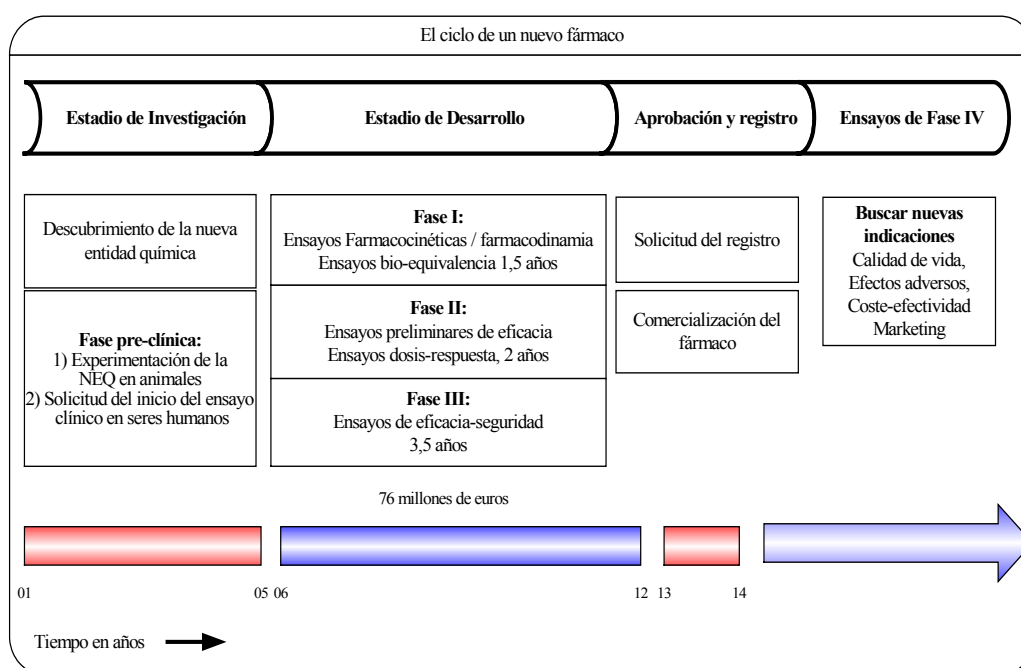 El ciclo de un nuevo fármaco
Estadio de Investigación
Estadio de Desarrollo
Aprobación y registro
Ensayos de Fase IV
Descubrimiento de la nueva
entidad química
Fase pre-clínica:
1) Experimentación de la
NEQ en animales
2) Solicitud del inicio del ensayo
clínico en seres humanos
Fase I:
Ensayos Farmacocinéticas / farmacodinamia
Ensayos bio-equivalencia 1,5 años
Fase II:
Ensayos preliminares de eficacia
Ensayos dosis-respuesta, 2 años
Fase III:
Ensayos de eficacia-seguridad
3,5 años
Solicitud del registro
Comercialización del
fármaco
Buscar nuevas
indicaciones
Calidad de vida,
Efectos adversos,
Coste-efectividad
Marketing
76 millones de euros
01
05
06
12
13
14
Tiempo en años